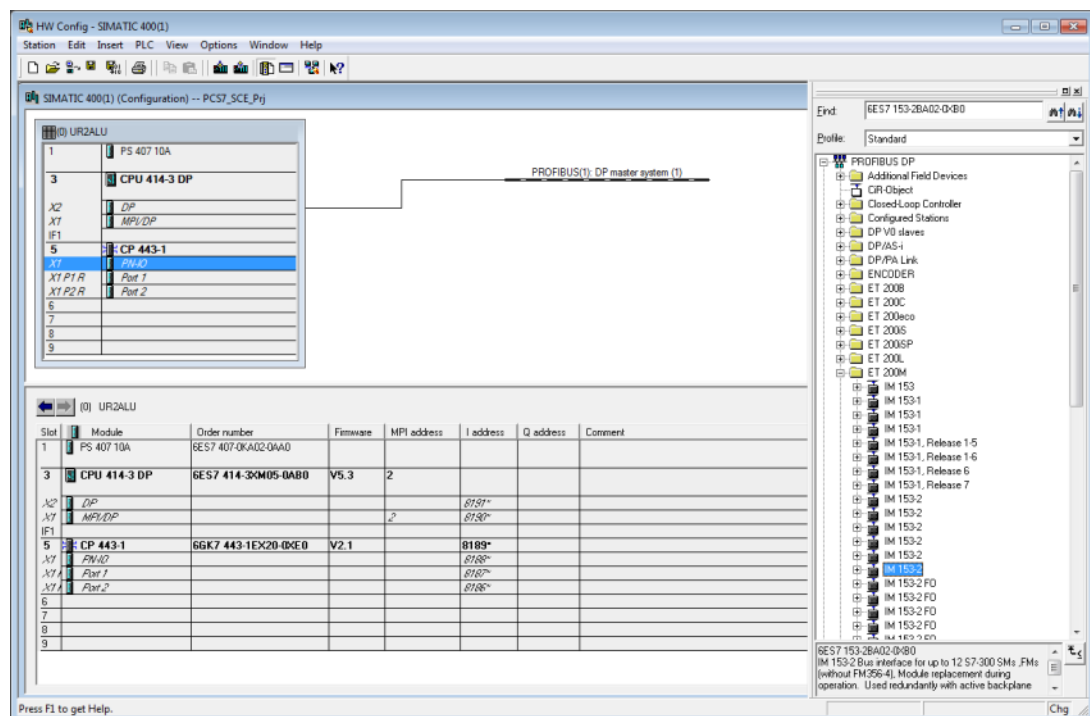 HW Config - SIMATIC 400(1)
Station Edit Insert PLC View Options Window Help
SIMATIC 400(1) (Configuration) -- PCS7_SCE_Prj
(0) UR2ALU
1 PS 407 10A
3 CPU 414-3 DP
X2 DP
X1 MPI/DP
IF1
5 CP 443-1
X1 PN-IO
X1 P1 R Port 1
X1 P2 R Port 2
6
7
8
9
PROFIBUS(1): DP master system (1)
(0) UR2ALU
Slot Module Order number Firmware MPI address I address Q address Comment
1 PS 407 10A 6ES7 407-0KA02-0AA0
3 CPU 414-3 DP 6ES7 414-3XM05-0AB0 V5.3 2
X2 DP 8191*
X1 MPI/DP 2 8190*
IF1
5 CP 443-1 6GK7 443-1EX20-0XE0 V2.1 8189*
X1 PN-IO 8188*
X1 Port 1 8187*
X1 Port 2 8186*
6
7
8
9
Find: 6ES7 153-2BA02-0XB0
Profile: Standard
PROFIBUS DP
Additional Field Devices
CiR-Object
Closed-Loop Controller
Configured Stations
DP V0 slaves
DP/AS-i
DP/PA Link
ENCODER
ET 200B
ET 200C
ET 200eco
ET 200iS
ET 200iSP
ET 200L
ET 200M
IM 153
IM 153-1
IM 153-1
IM 153-1
IM 153-1, Release 1-5
IM 153-1, Release 1-6
IM 153-1, Release 6
IM 153-1, Release 7
IM 153-2
IM 153-2
IM 153-2
IM 153-2
IM 153-2
IM 153-2
IM 153-2 FO
IM 153-2 FO
IM 153-2 FO
IM 153-2 FO
IM 153-2 FO
6ES7 153-2BA02-0XB0
IM 153-2 Bus interface for up to 12 S7-300 SMs ,FMs
(without FM356-4), Module replacement during
operation. Used redundantly with active backplane
Press F1 to get Help.
Chg